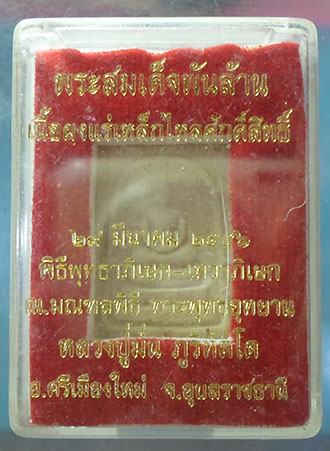 พระสมเด็จพันล้าน
เนื้อผงแร่เหล็กไหลศักดิ์สิทธิ์
๒๙ มีนาคม ๒๕๕๖
พิธีพุทธาภิเษก-เทวาภิเษก
ณ.มณฑลพิธี พระพุทธอุทยาน
หลวงปู่มั่น ภูริทัตโต
อ.ศรีเมืองใหม่ จ.อุบลราชธานี